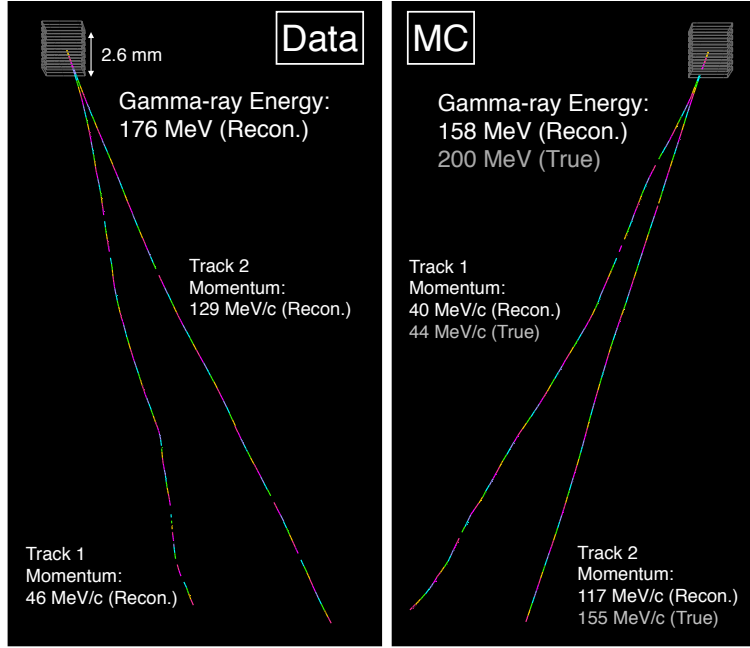 Data
2.6 mm
Gamma-ray Energy:
176 MeV (Recon.)
Track 2
Momentum:
129 MeV/c (Recon.)
Track 1
Momentum:
46 MeV/c (Recon.)
MC
Gamma-ray Energy:
158 MeV (Recon.)
200 MeV (True)
Track 1
Momentum:
40 MeV/c (Recon.)
44 MeV/c (True)
Track 2
Momentum:
117 MeV/c (Recon.)
155 MeV/c (True)